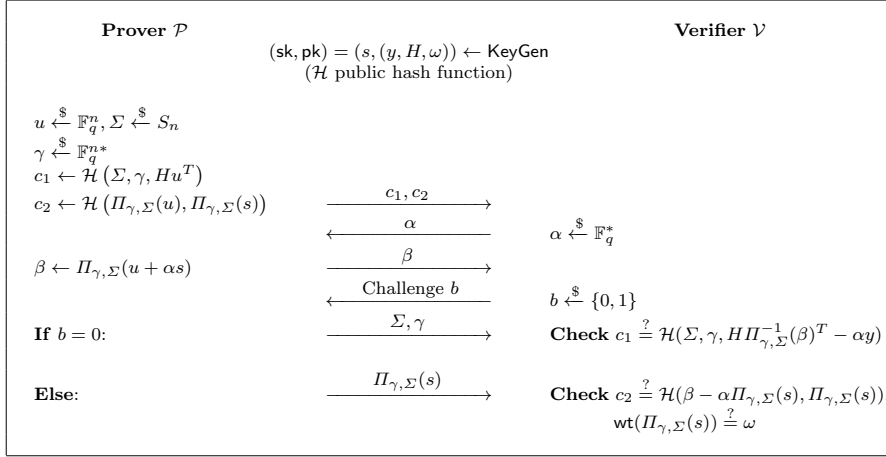 Prover 𝒫 Verifier 𝒱
(sk, pk) = (s, (y, H, ω)) ← KeyGen
(ℋ public hash function)
u ←$ 𝔽_q^n, Σ ←$ S_n
γ ←$ 𝔽_q^{n*}
c₁ ← ℋ (Σ, γ, Hu^T)
c₂ ← ℋ (Π_{γ,Σ}(u), Π_{γ,Σ}(s)) c₁, c₂
α α ←$ 𝔽_q^*
β ← Π_{γ,Σ}(u + αs) β
Challenge b b ←$ {0, 1}
If b = 0: Σ, γ Check c₁ =? ℋ(Σ, γ, HΠ_{γ,Σ}^{-1}(β)^T − αy)
Else: Π_{γ,Σ}(s) Check c₂ =? ℋ(β − αΠ_{γ,Σ}(s), Π_{γ,Σ}(s))
wt(Π_{γ,Σ}(s)) =? ω